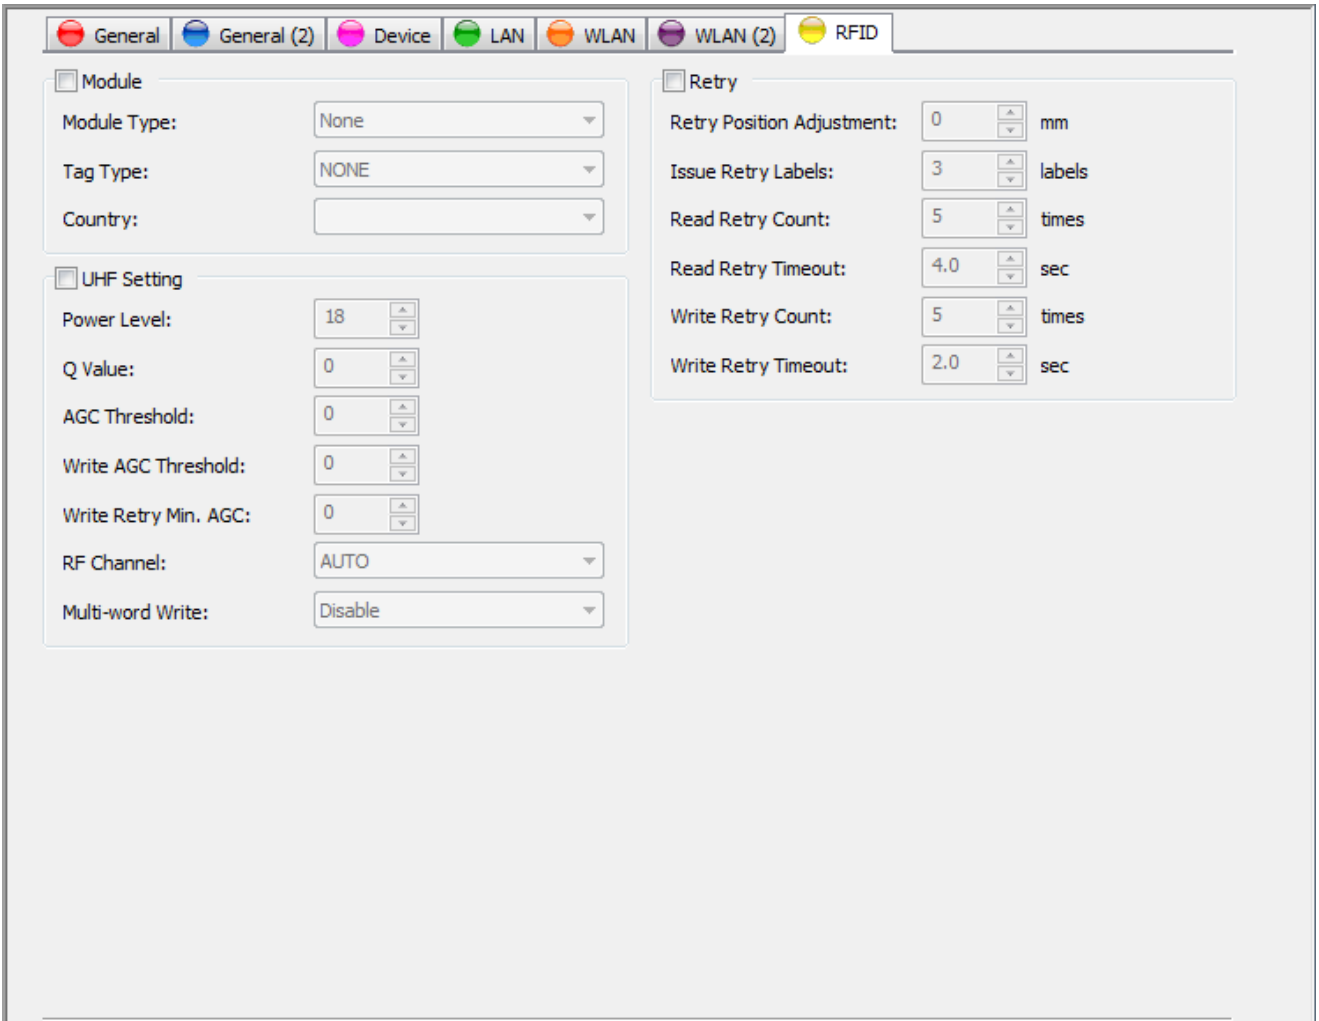 General General (2) Device LAN WLAN WLAN (2) RFID
Module
Module Type: None
Tag Type: NONE
Country:
UHF Setting
Power Level: 18
Q Value: 0
AGC Threshold: 0
Write AGC Threshold: 0
Write Retry Min. AGC: 0
RF Channel: AUTO
Multi-word Write: Disable
Retry
Retry Position Adjustment: 0 mm
Issue Retry Labels: 3 labels
Read Retry Count: 5 times
Read Retry Timeout: 4.0 sec
Write Retry Count: 5 times
Write Retry Timeout: 2.0 sec